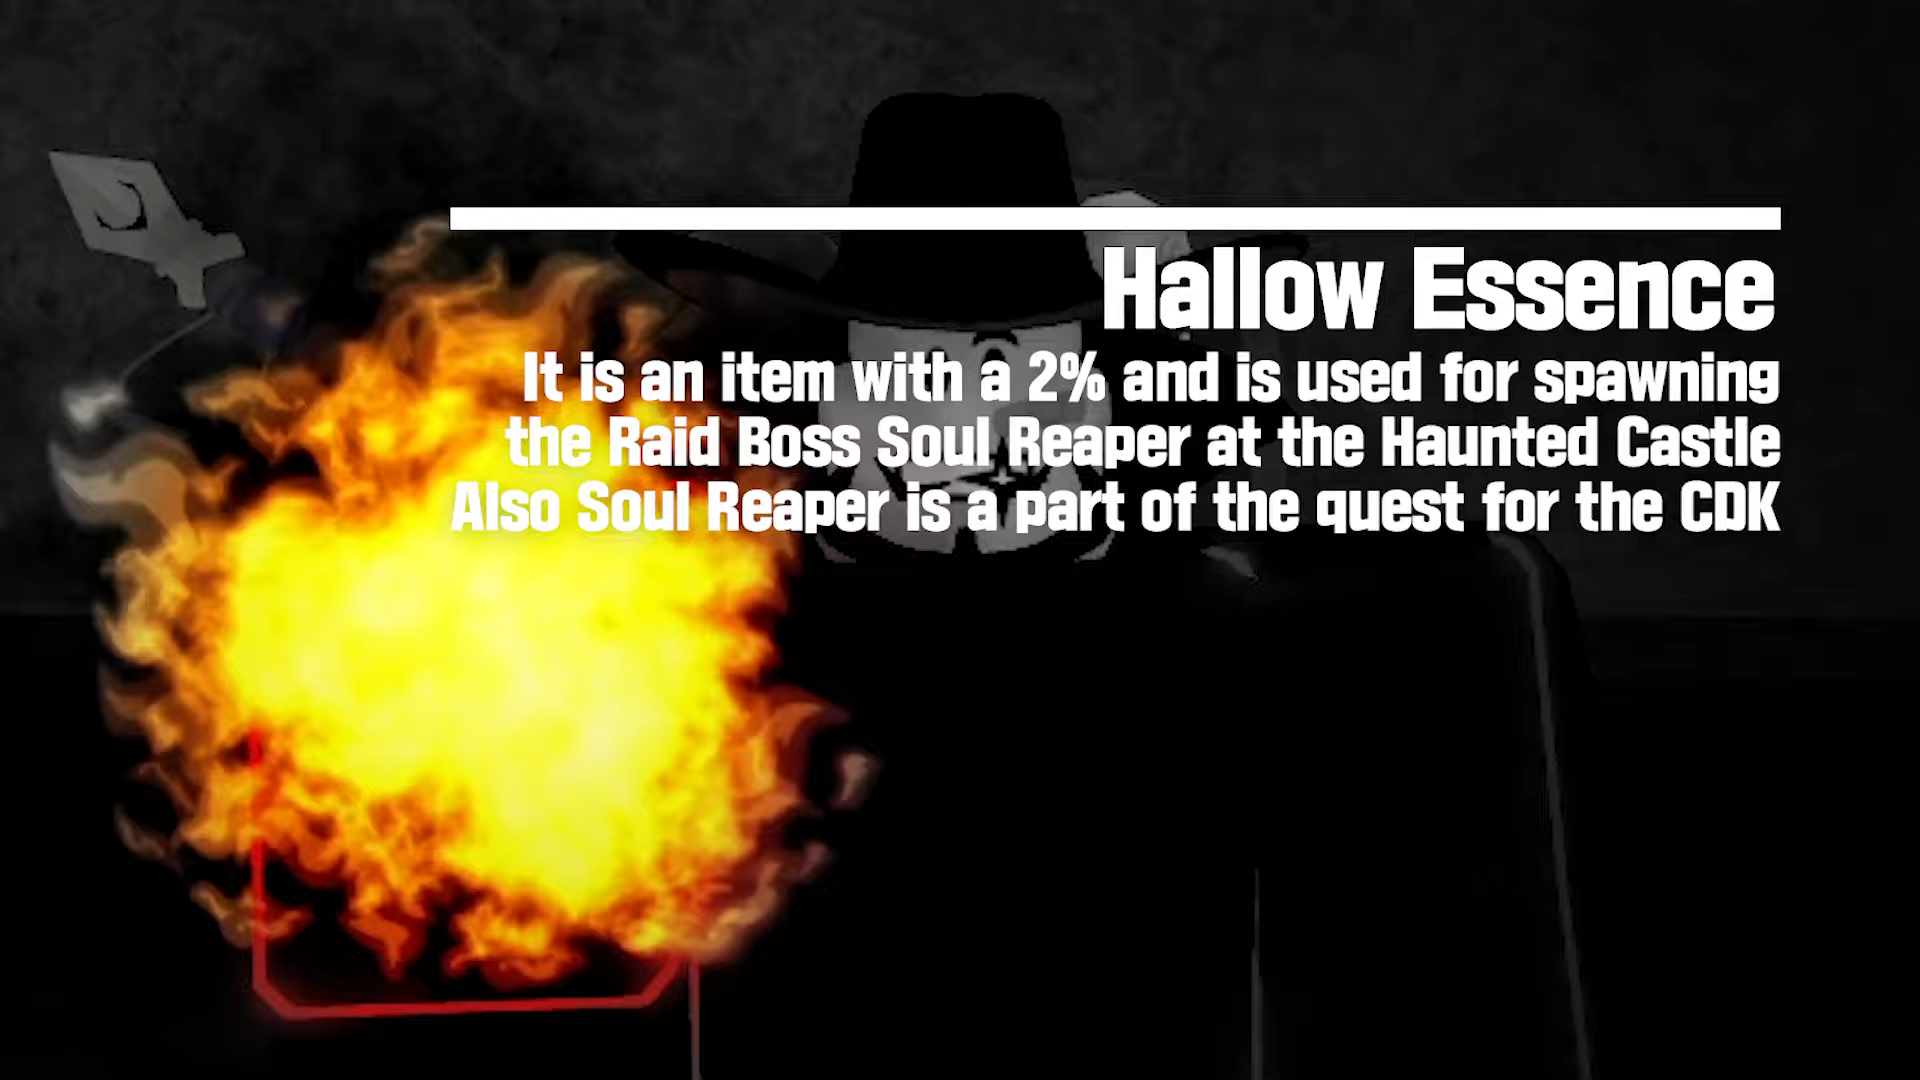 Hallow Essence
It is an item with a 2% and is used for spawning
the Raid Boss Soul Reaper at the Haunted Castle
Also Soul Reaper is a part of the quest for the CDK